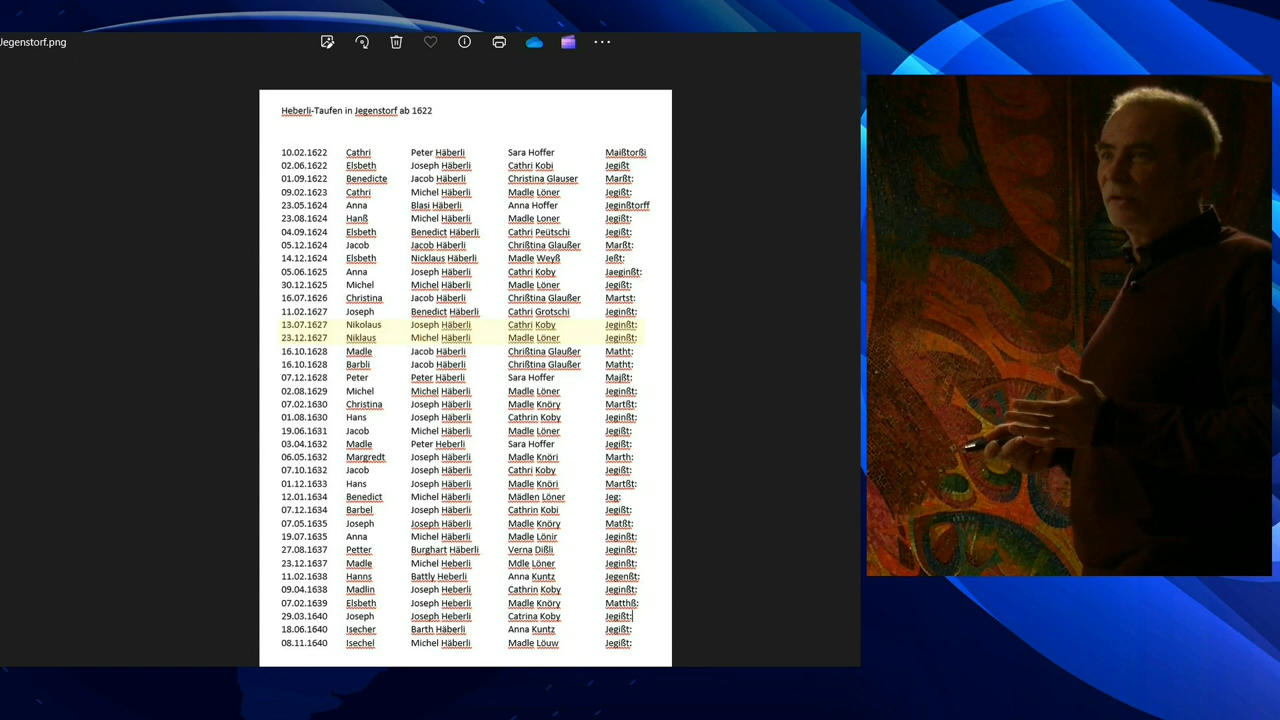 Jegenstorf.png
Heberli-Taufen in Jegenstorf ab 1622
10.02.1622 Cathri Peter Häberli Sara Hoffer Maißtorßi
02.06.1622 Elsbeth Joseph Häberli Cathri Kobi Jegißt
01.09.1622 Benedicte Jacob Häberli Christina Glauser Marßt:
09.02.1623 Cathri Michel Häberli Madle Löner Jegißt:
23.05.1624 Anna Blasi Häberli Anna Hoffer Jeginßtorff
23.08.1624 Hanß Michel Häberli Madle Loner Jegißt:
04.09.1624 Elsbeth Benedict Häberli Cathri Peütschi Jegißt:
05.12.1624 Jacob Jacob Häberli Chrißtina Glaußer Marßt:
14.12.1624 Elsbeth Nicklaus Häberli Madle Weyß Jeßt:
05.06.1625 Anna Joseph Häberli Cathri Koby Jaeginßt:
30.12.1625 Michel Michel Häberli Madle Löner Jegißt:
16.07.1626 Christina Jacob Häberli Chrißtina Glaußer Martst:
11.02.1627 Joseph Benedict Häberli Cathri Grotschi Jeginßt:
13.07.1627 Nikolaus Joseph Häberli Cathri Koby Jeginßt:
23.12.1627 Niklaus Michel Häberli Madle Löner Jeginßt:
16.10.1628 Madle Jacob Häberli Chrißtina Glaußer Matht:
16.10.1628 Barbli Jacob Häberli Chrißtina Glaußer Matht:
07.12.1628 Peter Peter Häberli Sara Hoffer Majßt:
02.08.1629 Michel Michel Häberli Madle Löner Jeginßt:
07.02.1630 Christina Joseph Häberli Madle Knöry Martßt:
01.08.1630 Hans Joseph Häberli Cathrin Koby Jeginßt:
19.06.1631 Jacob Michel Häberli Madle Löner Jegißt:
03.04.1632 Madle Peter Heberli Sara Hoffer Jegißt:
06.05.1632 Margredt Joseph Häberli Madle Knöri Marth:
07.10.1632 Jacob Joseph Häberli Cathri Koby Jegißt:
01.12.1633 Hans Joseph Häberli Madle Knöri Martßt:
12.01.1634 Benedict Michel Häberli Mädlen Löner Jeg:
07.12.1634 Barbel Joseph Häberli Cathrin Kobi Jegißt:
07.05.1635 Joseph Joseph Häberli Madle Knöry Matßt:
19.07.1635 Anna Michel Häberli Madle Lönir Jeginßt:
27.08.1637 Petter Burghart Häberli Verna Dißli Jeginßt:
23.12.1637 Madle Michel Heberli Mdle Löner Jeginßt:
11.02.1638 Hanns Battly Heberli Anna Kuntz Jegenßt:
09.04.1638 Madlin Joseph Heberli Cathrin Koby Jeginßt:
07.02.1639 Elsbeth Joseph Heberli Madle Knöry Matthß:
29.03.1640 Joseph Joseph Heberli Catrina Koby Jegißt:
18.06.1640 Isecher Barth Häberli Anna Kuntz Jegißt:
08.11.1640 Isechel Michel Häberli Madle Löuw Jegißt: